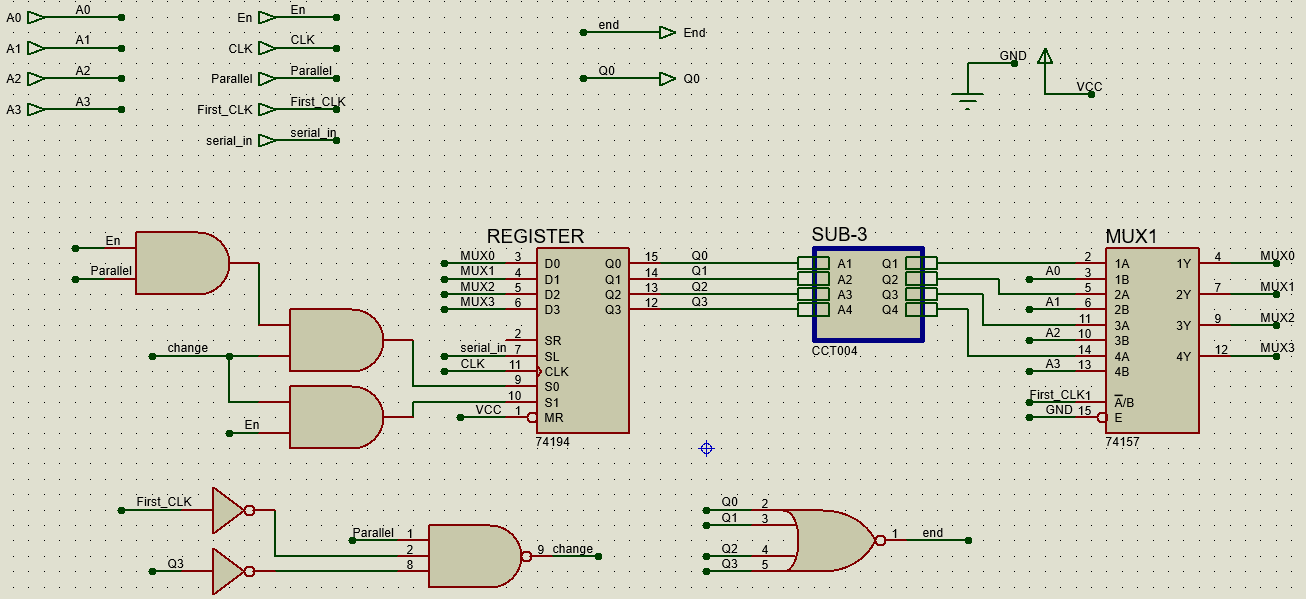 A0 A0
A1 A1
A2 A2
A3 A3
En En
CLK CLK
Parallel Parallel
First_CLK First_CLK
serial_in serial_in
end End
Q0 Q0
GND
VCC
En
Parallel
change
En
REGISTER
MUX0 3 D0 Q0 15 Q0
MUX1 4 D1 Q1 14 Q1
MUX2 5 D2 Q2 13 Q2
MUX3 6 D3 Q3 12 Q3
2 SR
serial_in 7 SL
CLK 11 CLK
9 S0
10 S1
VCC 1 MR
74194
SUB-3
A1 Q1
A2 Q2
A3 Q3
A4 Q4
CCT004
MUX1
2 1A 1Y 4 MUX0
A0 3 1B
5 2A 2Y 7 MUX1
A1 6 2B
11 3A 3Y 9 MUX2
A2 10 3B
14 4A 4Y 12 MUX3
A3 13 4B
First_CLK 1 A/B
GND 15 E
74157
First_CLK
Q3
Parallel 1
2
8
9 change
Q0 2
Q1 3
Q2 4
Q3 5
1 end